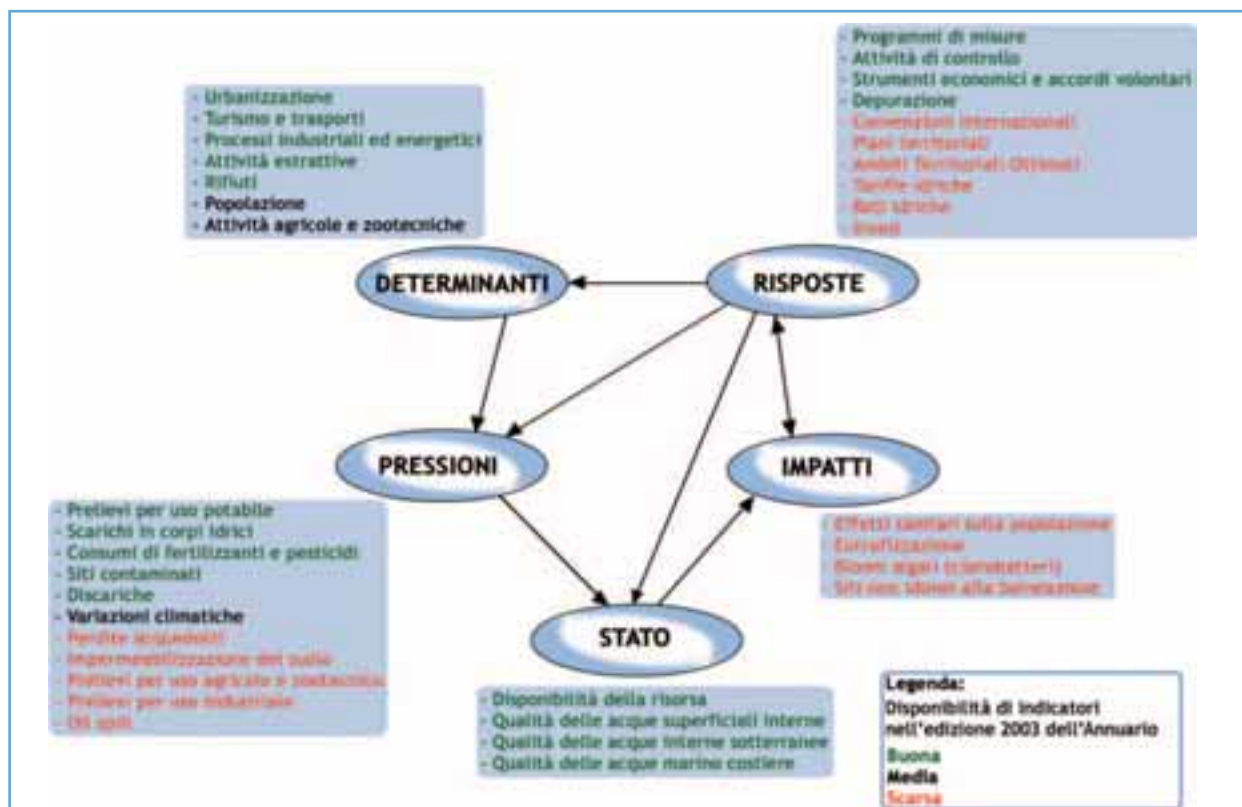 - Programmi di misure
- Attività di controllo
- Strumenti economici e accordi volontari
- Depurazione
- Convenzioni internazionali
- Piani territoriali
- Ambiti Territoriali Ottimali
- Tariffe idriche
- Reti idriche
- Invasi
- Urbanizzazione
- Turismo e trasporti
- Processi industriali ed energetici
- Attività estrattive
- Rifiuti
- Popolazione
- Attività agricole e zootecniche
DETERMINANTI
RISPOSTE
PRESSIONI
IMPATTI
- Prelievi per uso potabile
- Scarichi in corpi idrici
- Consumi di fertilizzanti e pesticidi
- Siti contaminati
- Discariche
- Variazioni climatiche
- Perdite acquedotti
- Impermeabilizzazione del suolo
- Prelievi per uso agricolo e zootecnico
- Prelievi per uso industriale
- Oil spill
- Effetti sanitari sulla popolazione
- Eutrofizzazione
- Bloom algali (cianobatteri)
- Siti non idonei alla balneazione
STATO
- Disponibilità della risorsa
- Qualità delle acque superficiali interne
- Qualità delle acque interne sotterranee
- Qualità delle acque marino costiere
Legenda:
Disponibilità di indicatori
nell'edizione 2003 dell'Annuario
Buona
Media
Scarsa